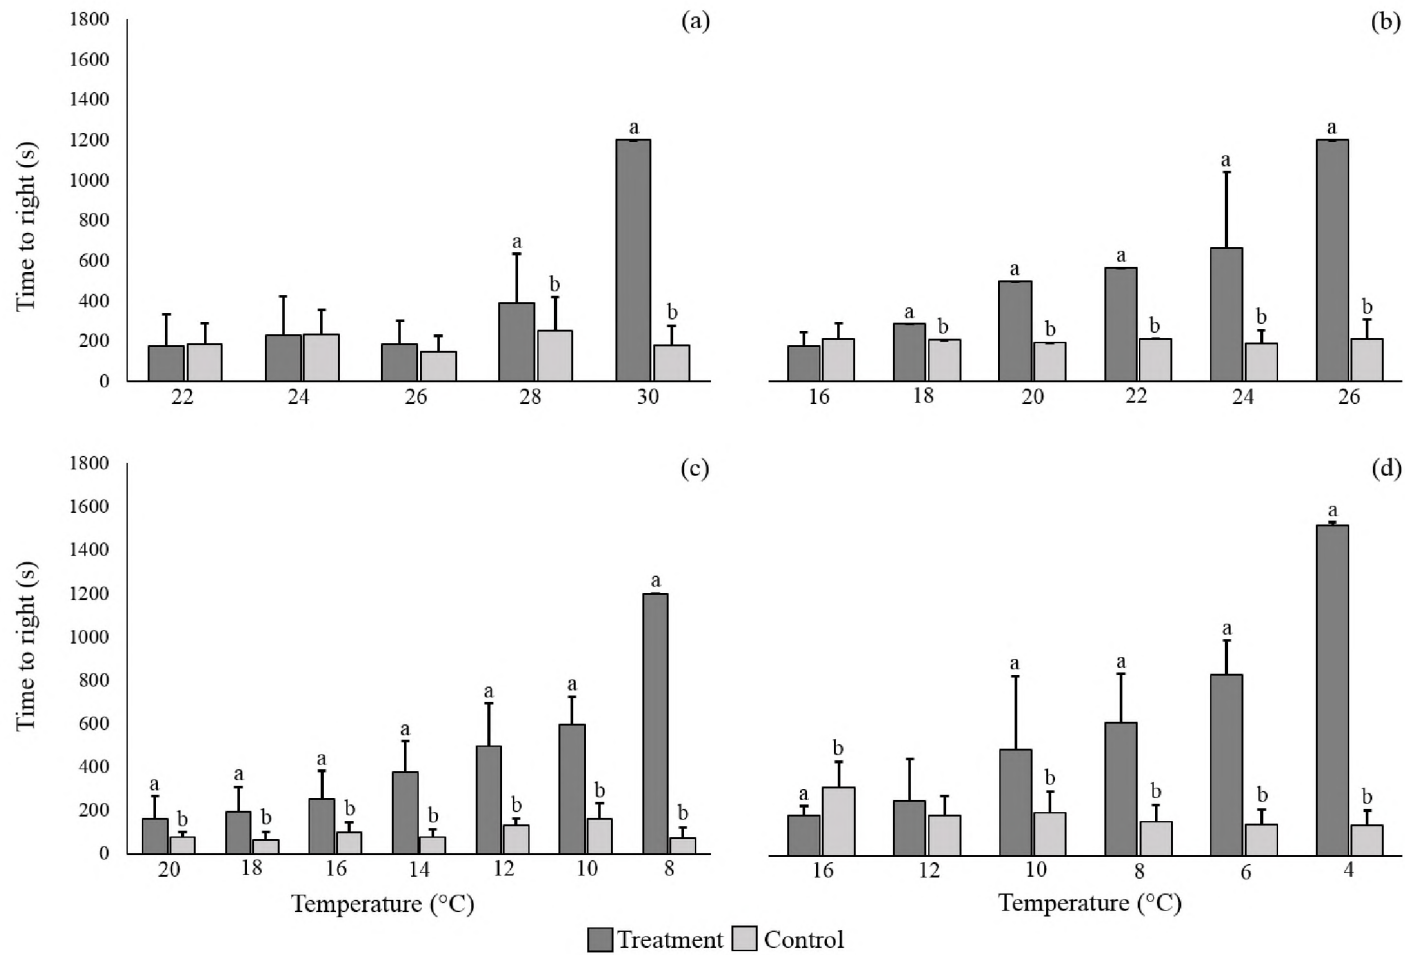 (a)
1800
1600
1400
1200
1000
800
600
400
200
0
Time to right (s)
a
b
a
b
22 24 26 28 30
(b)
a
b
a
b
a
b
a
b
a
b
16 18 20 22 24 26
(c)
1800
1600
1400
1200
1000
800
600
400
200
0
Time to right (s)
a
b
a
b
a
b
a
b
a
b
a
b
a
b
20 18 16 14 12 10 8
Temperature (°C)
(d)
a
b
a
b
a
b
a
b
a
b
16 12 10 8 6 4
Temperature (°C)
Treatment Control